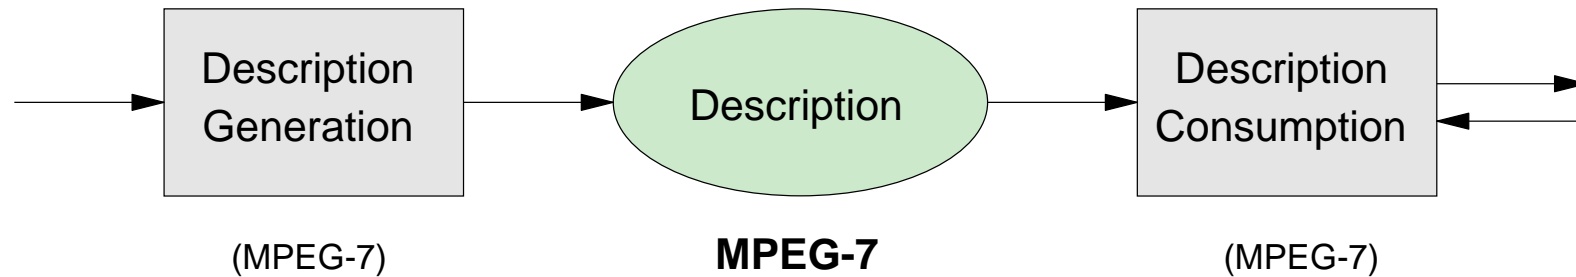 Description
Generation
Description
Description
Consumption
(MPEG-7)
MPEG-7
(MPEG-7)